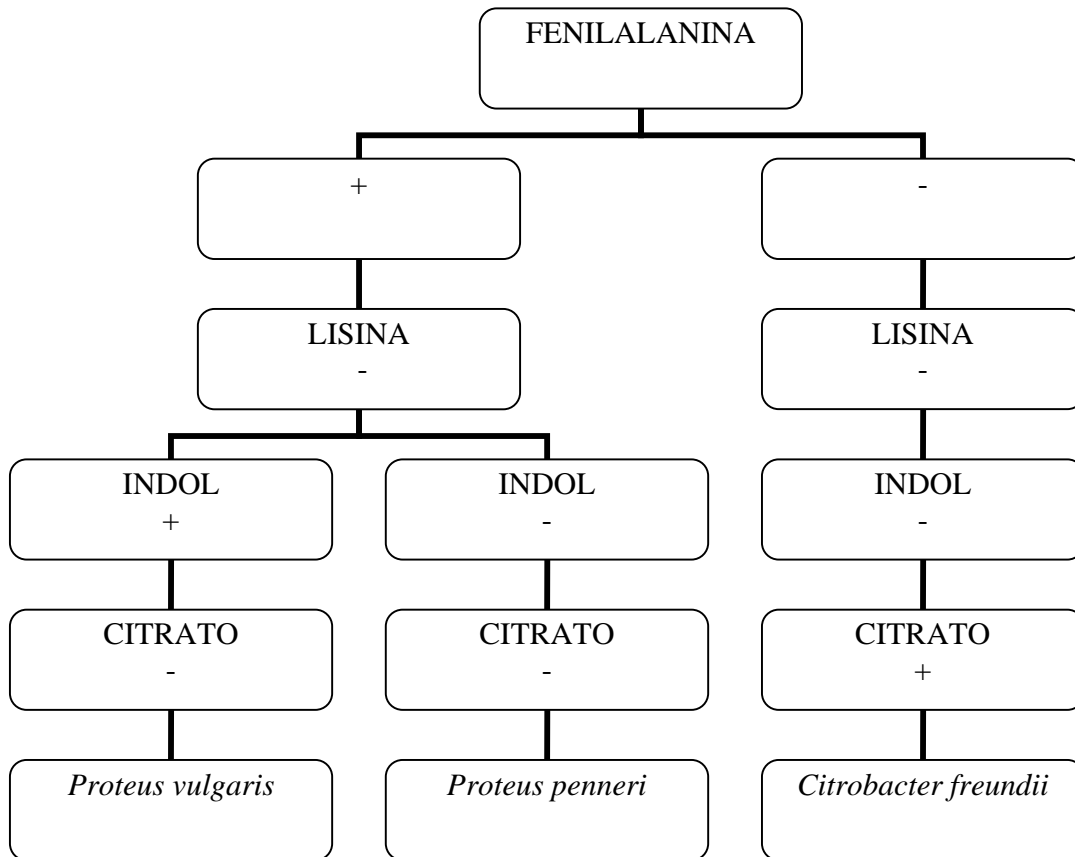 FENILALANINA
+
-
LISINA
-
LISINA
-
INDOL
+
INDOL
-
INDOL
-
CITRATO
-
CITRATO
-
CITRATO
+
Proteus vulgaris
Proteus penneri
Citrobacter freundii